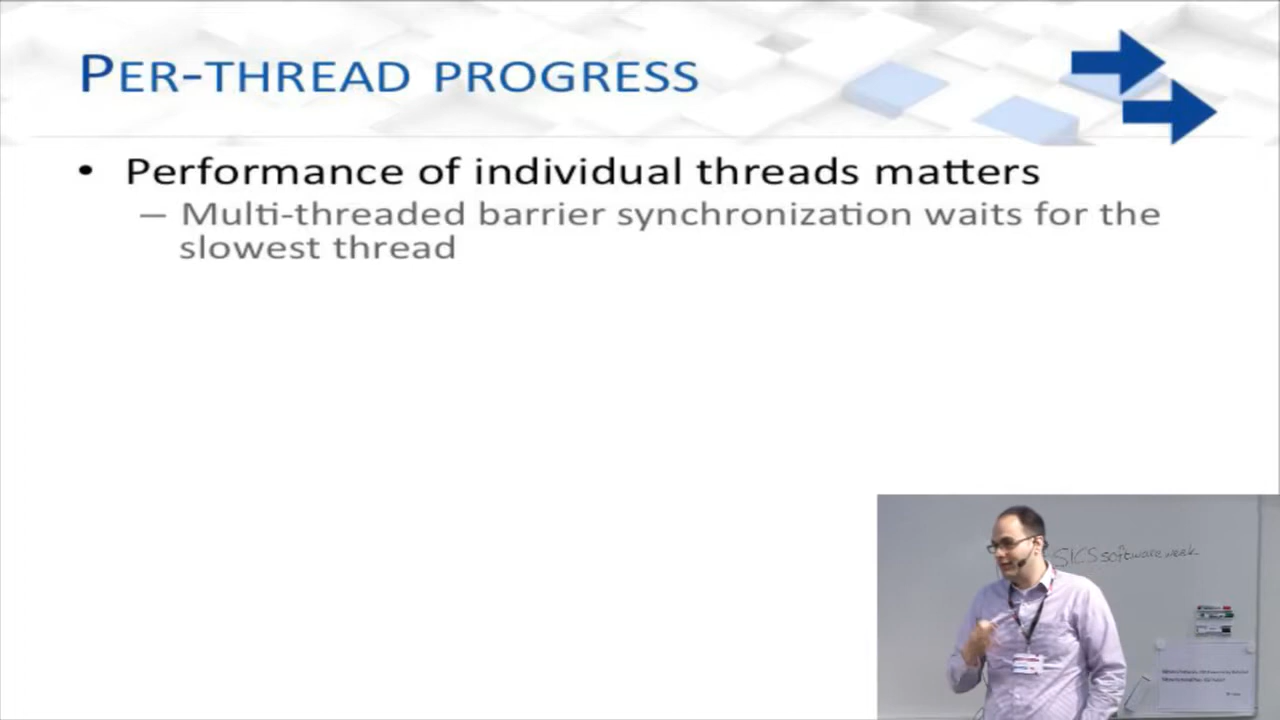 PER-THREAD PROGRESS
• Performance of individual threads matters
– Multi-threaded barrier synchronization waits for the
slowest thread
SICS software week